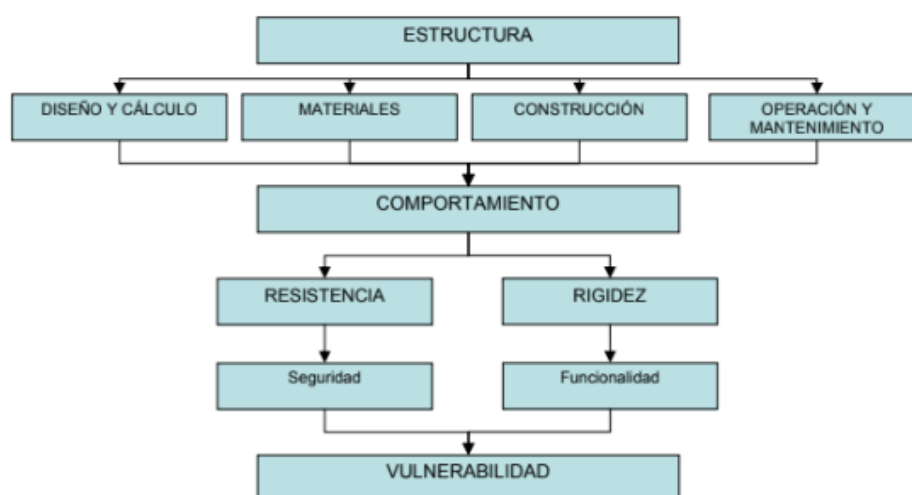 ESTRUCTURA
DISEÑO Y CÁLCULO
MATERIALES
CONSTRUCCIÓN
OPERACIÓN Y
MANTENIMIENTO
COMPORTAMIENTO
RESISTENCIA
RIGIDEZ
Seguridad
Funcionalidad
VULNERABILIDAD